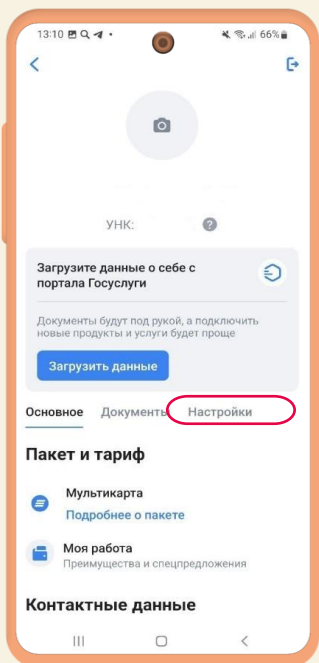 13:10 66%
УНК: ?
Загрузите данные о себе с
портала Госуслуги
Документы будут под рукой, а подключить
новые продукты и услуги будет проще
Загрузить данные
Основное Документы Настройки
Пакет и тариф
Мультикарта
Подробнее о пакете
Моя работа
Преимущества и спецпредложения
Контактные данные